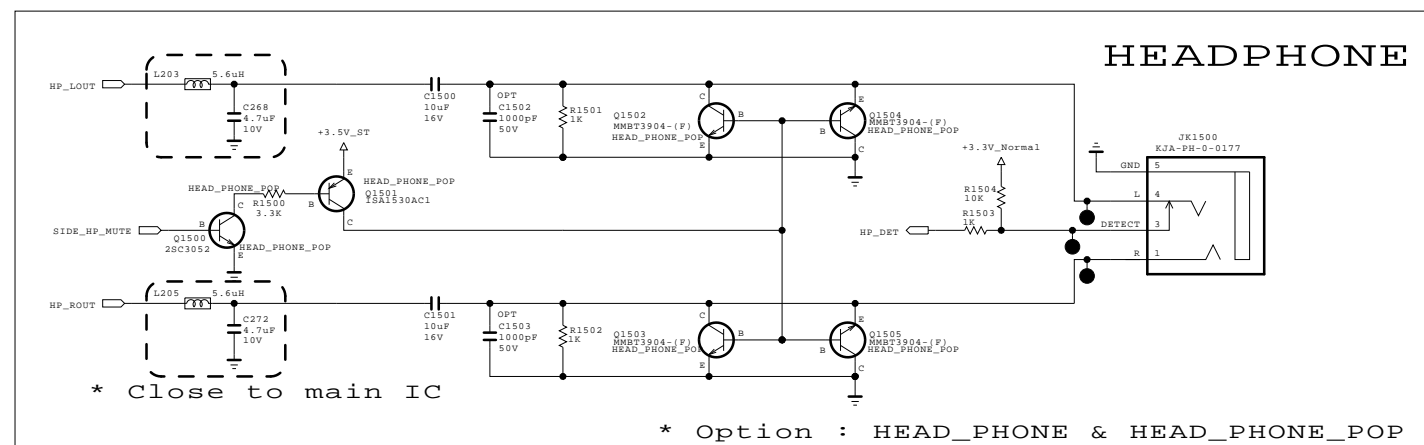 HEADPHONE
HP_LOUT
L203
5.6uH
C268
4.7uF
10V
C1500
10uF
16V
OPT
C1502
1000pF
50V
R1501
1K
Q1502
MMBT3904-(F)
HEAD_PHONE_POP
C
B
E
Q1504
MMBT3904-(F)
HEAD_PHONE_POP
E
B
C
+3.5V_ST
HEAD_PHONE_POP
Q1501
ISA1530AC1
E
B
C
HEAD_PHONE_POP
R1500
3.3K
SIDE_HP_MUTE
Q1500
2SC3052
HEAD_PHONE_POP
C
B
E
+3.3V_Normal
R1504
10K
R1503
1K
HP_DET
JK1500
KJA-PH-0-0177
GND 5
L 4
DETECT 3
R 1
HP_ROUT
L205
5.6uH
C272
4.7uF
10V
C1501
10uF
16V
OPT
C1503
1000pF
50V
R1502
1K
Q1503
MMBT3904-(F)
HEAD_PHONE_POP
C
B
E
Q1505
MMBT3904-(F)
HEAD_PHONE_POP
E
B
C
* Close to main IC
* Option : HEAD_PHONE & HEAD_PHONE_POP